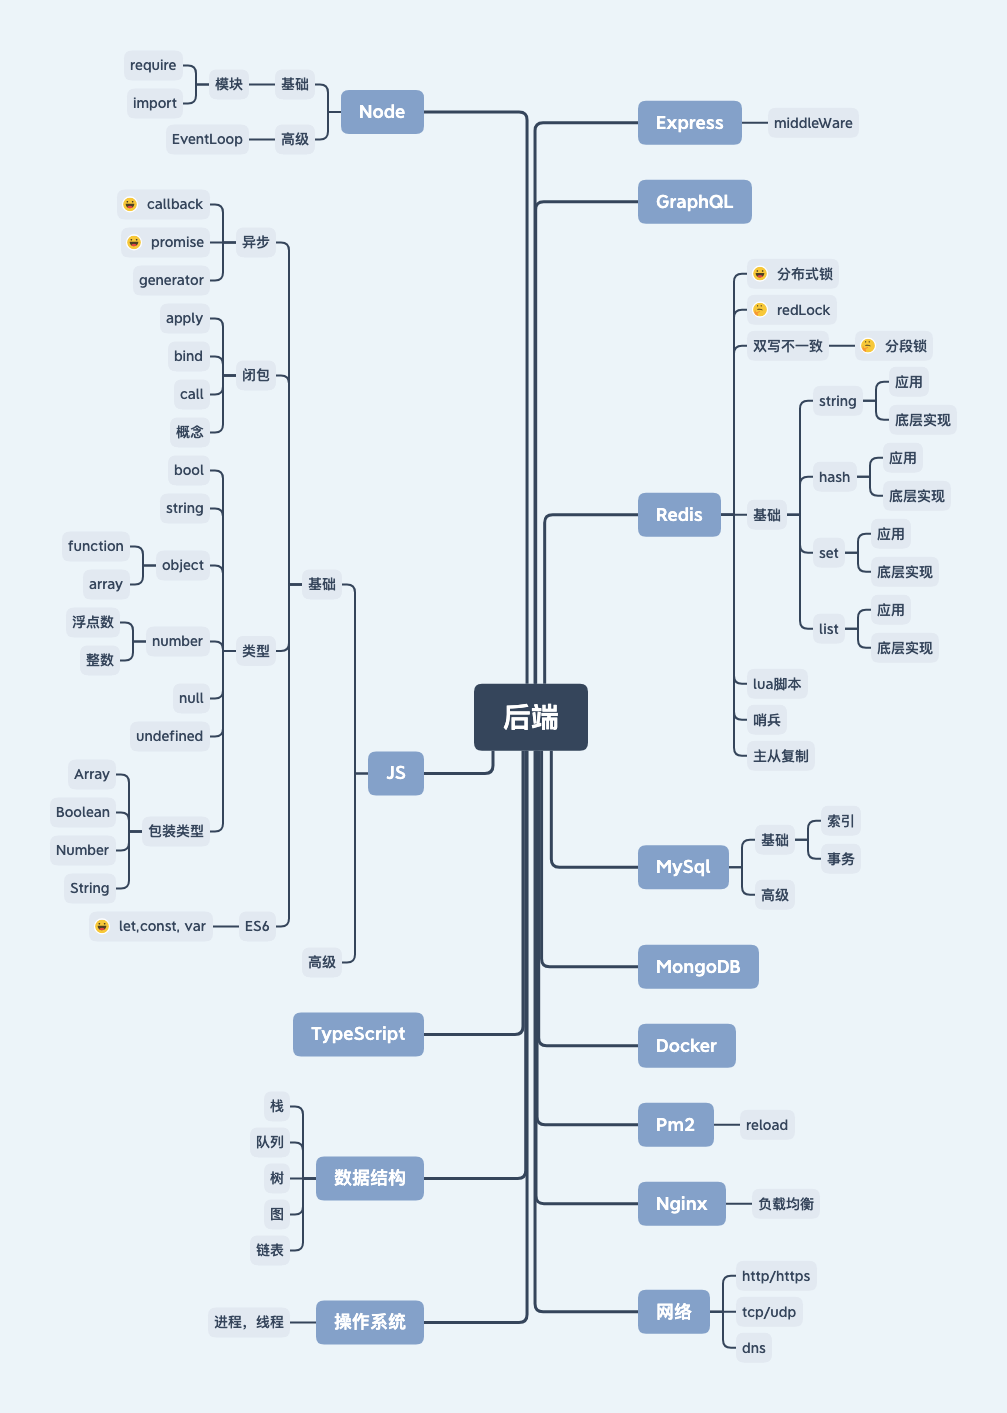 后端
Node
基础
模块
require
import
高级
EventLoop
JS
基础
异步
😄 callback
😄 promise
generator
闭包
apply
bind
call
概念
类型
bool
string
object
function
array
number
浮点数
整数
null
undefined
包装类型
Array
Boolean
Number
String
ES6
😄 let,const, var
高级
TypeScript
数据结构
栈
队列
树
图
链表
操作系统
进程，线程
Express
middleWare
GraphQL
Redis
😄 分布式锁
🤔 redLock
双写不一致
🤔 分段锁
基础
string
应用
底层实现
hash
应用
底层实现
set
应用
底层实现
list
应用
底层实现
lua脚本
哨兵
主从复制
MySql
基础
索引
事务
高级
MongoDB
Docker
Pm2
reload
Nginx
负载均衡
网络
http/https
tcp/udp
dns